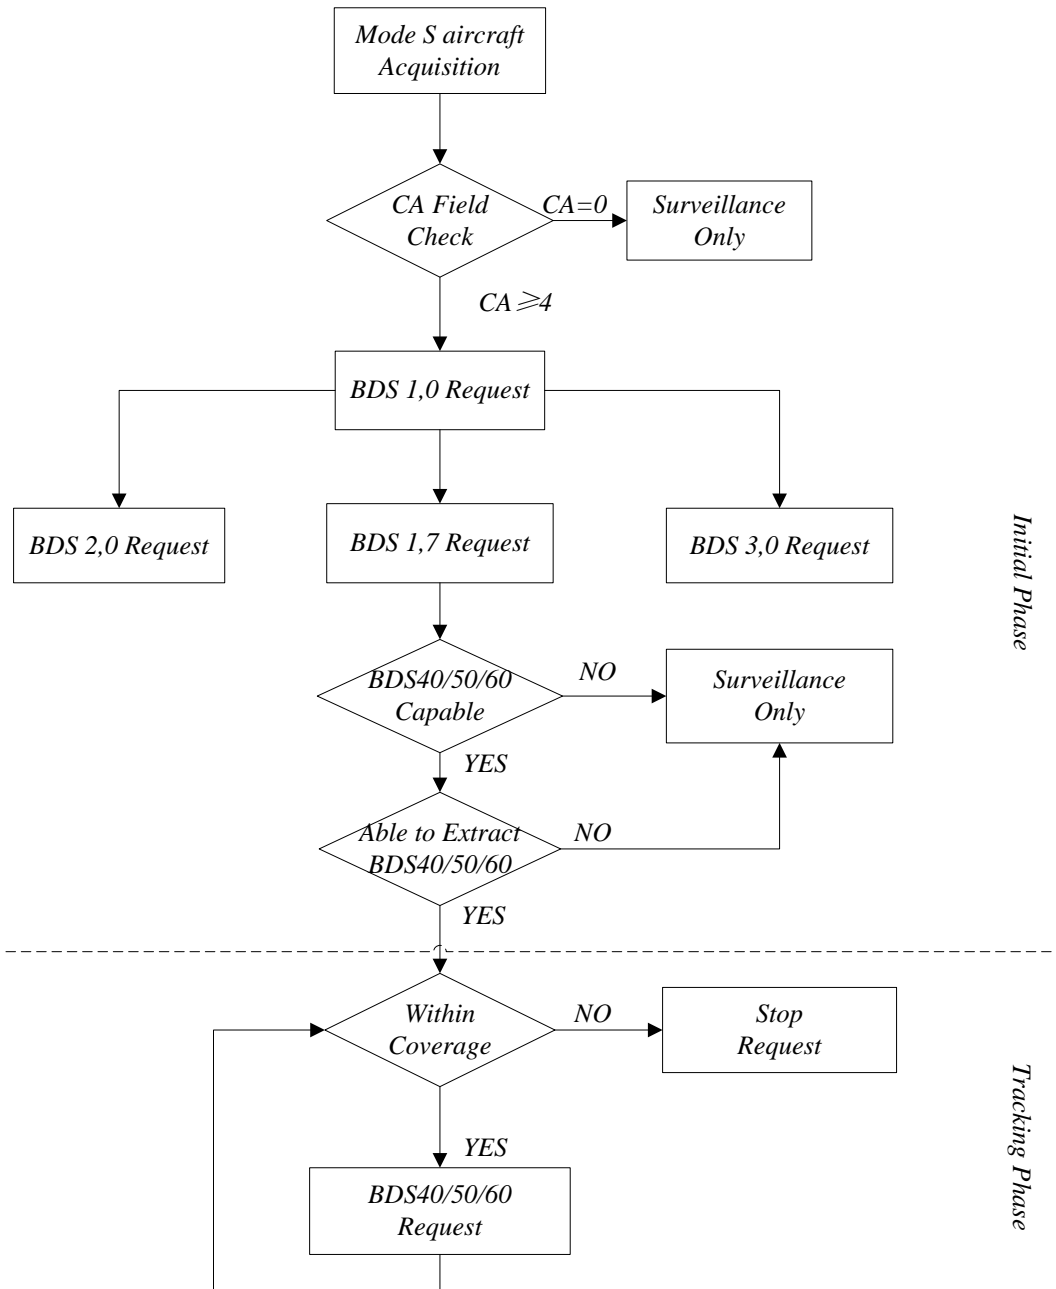 Mode S aircraft
Acquisition
CA Field
Check
CA=0
Surveillance
Only
CA⩾4
BDS 1,0 Request
BDS 2,0 Request
BDS 1,7 Request
BDS 3,0 Request
Initial Phase
BDS40/50/60
Capable
NO
Surveillance
Only
YES
Able to Extract
BDS40/50/60
NO
YES
Within
Coverage
NO
Stop
Request
Tracking Phase
YES
BDS40/50/60
Request